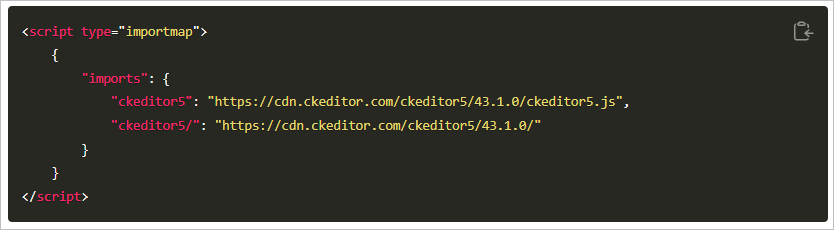 <script type="importmap">
    {
        "imports": {
            "ckeditor5": "https://cdn.ckeditor.com/ckeditor5/43.1.0/ckeditor5.js",
            "ckeditor5/": "https://cdn.ckeditor.com/ckeditor5/43.1.0/"
        }
    }
</script>